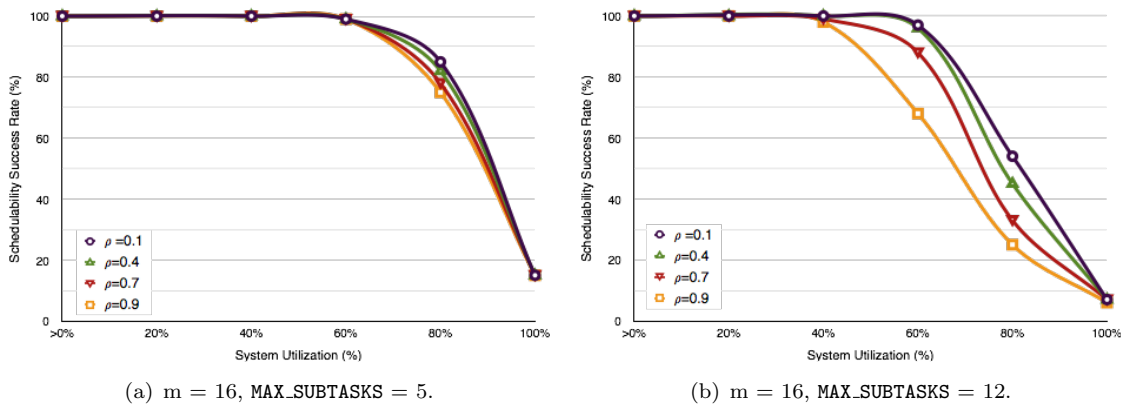 100
80
60
40
20
0
Schedulability Success Rate (%)
ρ =0.1
ρ=0.4
ρ=0.7
ρ=0.9
>0%
20%
40%
60%
80%
100%
System Utilization (%)
(a) m = 16, MAX_SUBTASKS = 5.
100
80
60
40
20
0
Schedulability Success Rate (%)
ρ =0.1
ρ=0.4
ρ=0.7
ρ=0.9
>0%
20%
40%
60%
80%
100%
System Utilization (%)
(b) m = 16, MAX_SUBTASKS = 12.